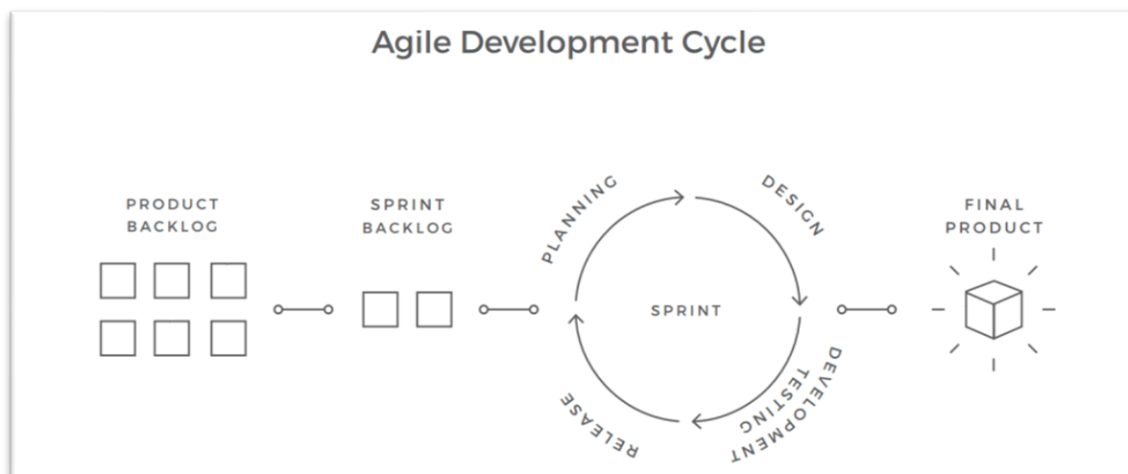 Agile Development Cycle
PRODUCT
BACKLOG
SPRINT
BACKLOG
PLANNING
DESIGN
SPRINT
DEVELOPMENT
TESTING
RELEASE
FINAL
PRODUCT